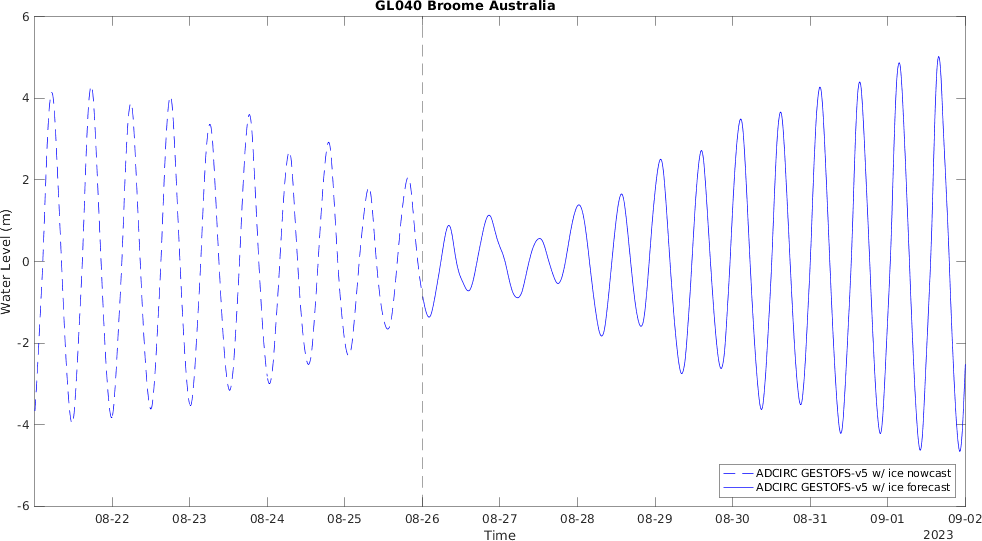 GL040 Broome Australia
6
4
2
0
-2
-4
-6
Water Level (m)
ADCIRC GESTOFS-v5 w/ ice nowcast
ADCIRC GESTOFS-v5 w/ ice forecast
08-22 08-23 08-24 08-25 08-26 08-27 08-28 08-29 08-30 08-31 09-01 09-02
Time
2023